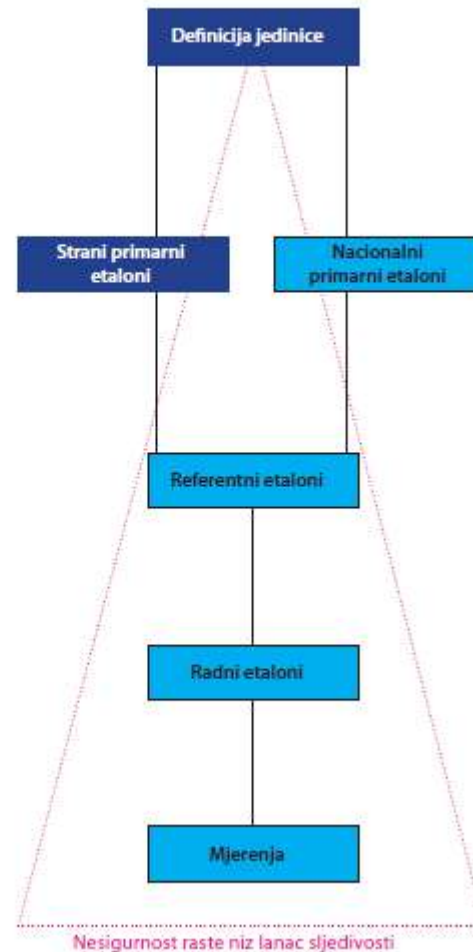 Definicija jedinice
Strani primarni
etaloni
Nacionalni
primarni etaloni
Referentni etaloni
Radni etaloni
Mjerenja
Nesigurnost raste niz lanac sljedivosti